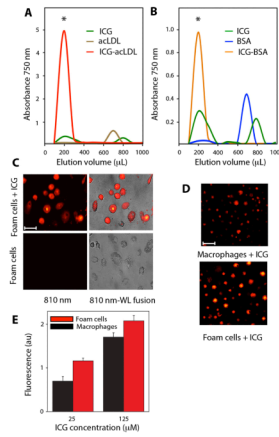 A
*
5
4
3
2
1
Absorbance 750 nm
ICG
acLDL
ICG-acLDL
0 200 400 600 800 1000
Elution volume (μL)
B
*
1.0
0.8
0.6
0.4
0.2
Absorbance 750 nm
ICG
BSA
ICG-BSA
0 200 400 600 800 1000
Elution volume (μL)
C
Foam cells + ICG
Foam cells
810 nm
810 nm-WL fusion
D
Macrophages + ICG
Foam cells + ICG
E
Foam cells
Macrophages
2
1
0
Fluorescence (au)
25
125
ICG concentration (μM)